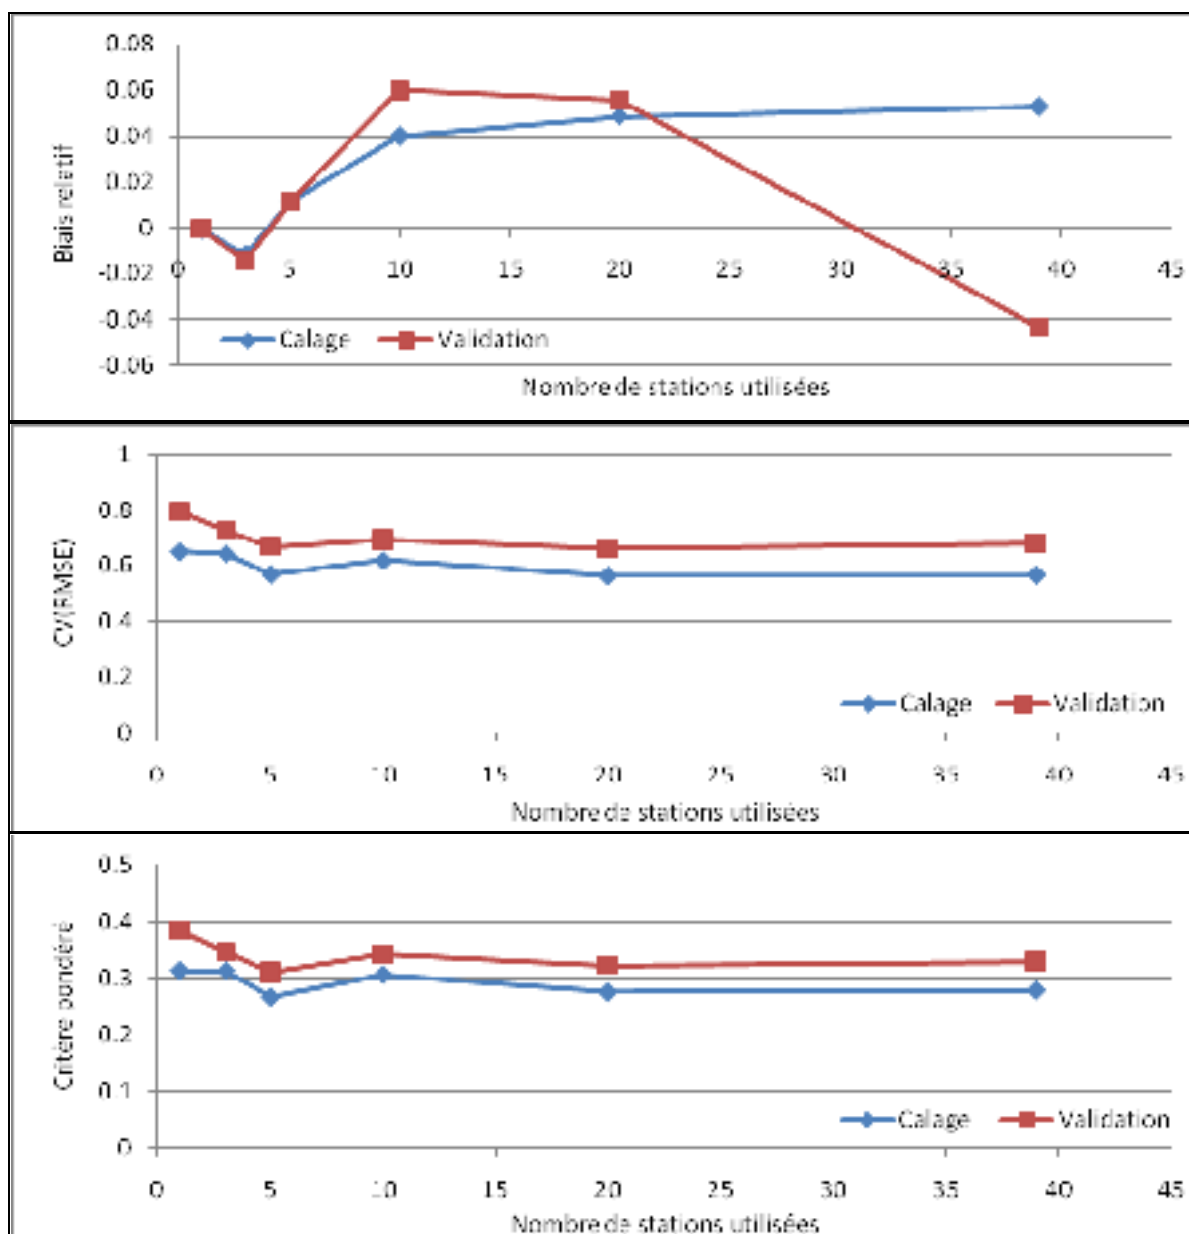 0.08
0.06
0.04
0.02
0
-0.02
-0.04
-0.06
Biais relatif
0 5 10 15 20 25 30 35 40 45
Calage Validation
Nombre de stations utilisées
1
0.8
0.6
0.4
0.2
0
CV(RMSE)
Calage Validation
0 5 10 15 20 25 30 35 40 45
Nombre de stations utilisées
0.5
0.4
0.3
0.2
0.1
0
Critère pondéré
Calage Validation
0 5 10 15 20 25 30 35 40 45
Nombre de stations utilisées